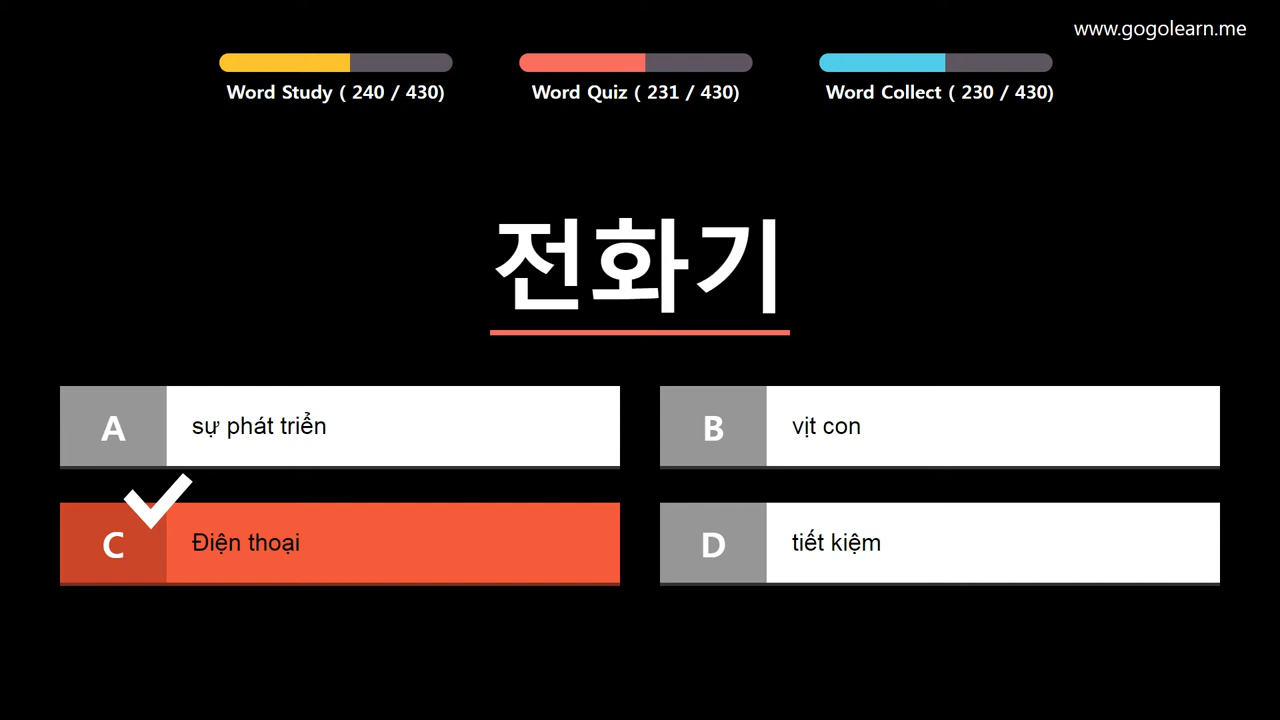 www.gogolearn.me
Word Study ( 240 / 430)
Word Quiz ( 231 / 430)
Word Collect ( 230 / 430)
전화기
A sự phát triển
B vịt con
C Điện thoại
D tiết kiệm